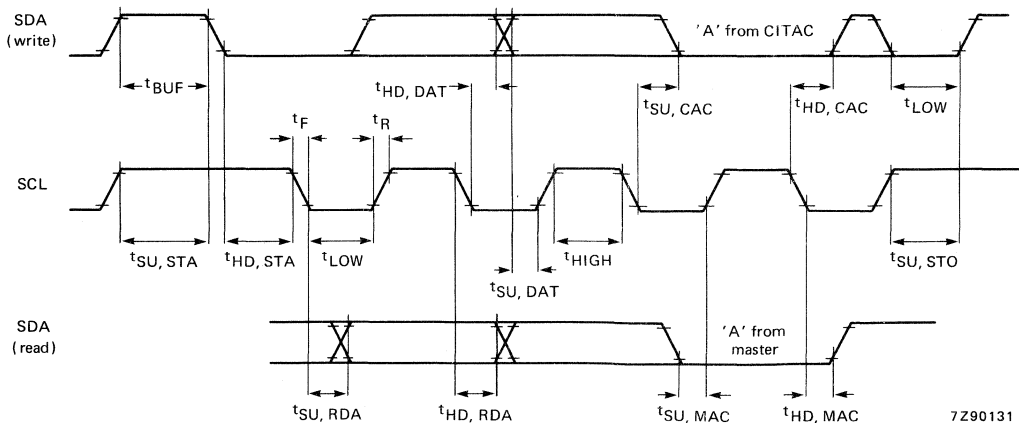 SDA
(write)
'A' from CITAC
tBUF
tHD, DAT
tSU, CAC
tHD, CAC
tLOW
tF
tR
SCL
tSU, STA
tHD, STA
tLOW
tSU, DAT
tHIGH
tSU, STO
SDA
(read)
'A' from
master
tSU, RDA
tHD, RDA
tSU, MAC
tHD, MAC
7Z90131